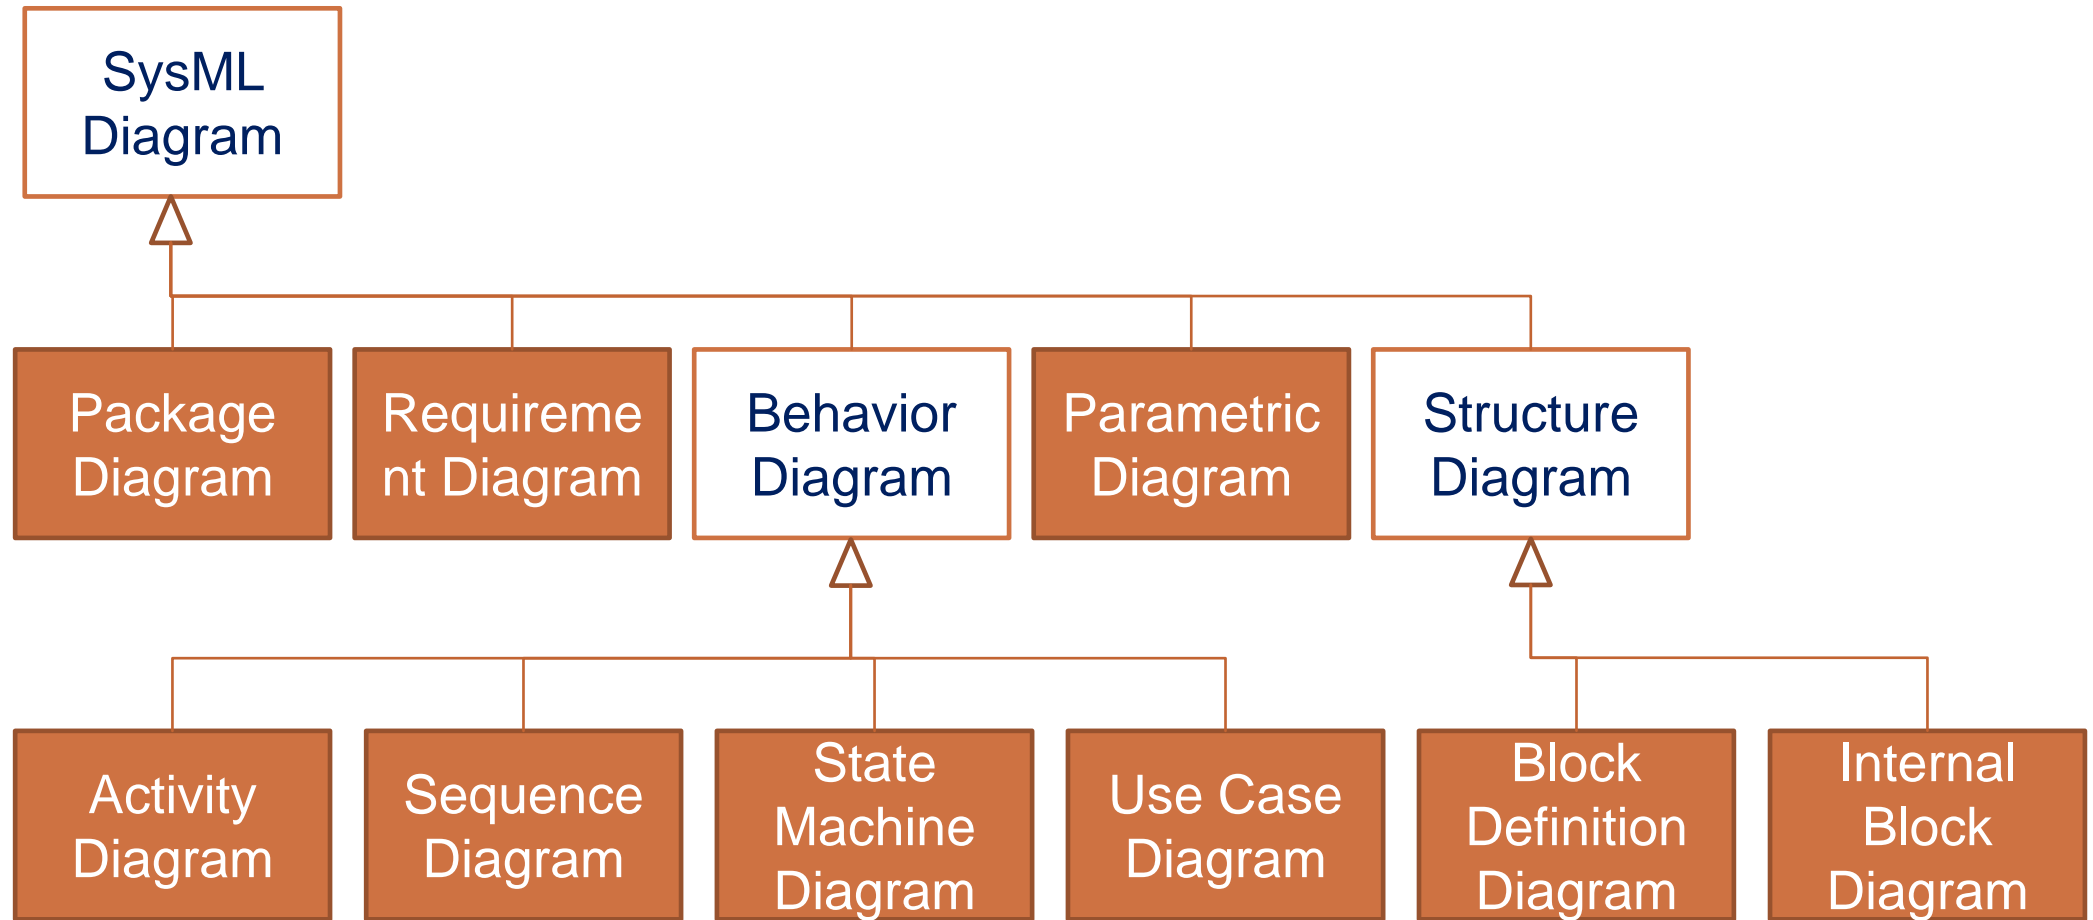 SysML
Diagram
Package
Diagram
Requireme
nt Diagram
Behavior
Diagram
Parametric
Diagram
Structure
Diagram
Activity
Diagram
Sequence
Diagram
State
Machine
Diagram
Use Case
Diagram
Block
Definition
Diagram
Internal
Block
Diagram